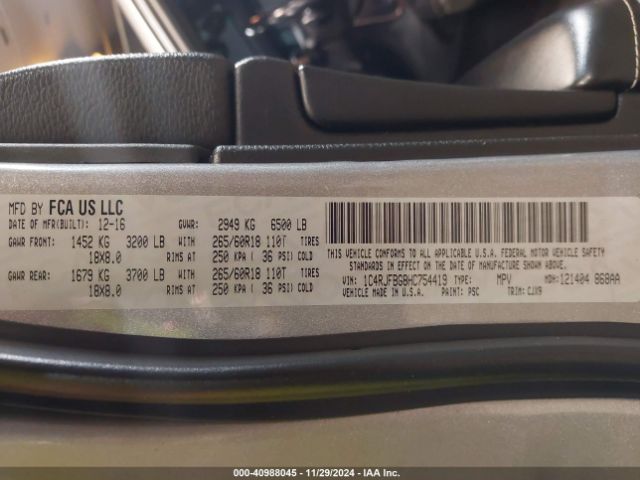 MFD BY FCA US LLC
DATE OF MFR(BUILT): 12-16 GVWR: 2949 KG 6500 LB
GAWR FRONT: 1452 KG 3200 LB WITH 265/60R18 110T TIRES
18X8.0 RIMS AT 250 KPA( 36 PSI) COLD
GAWR REAR: 1679 KG 3700 LB WITH 265/60R18 110T TIRES
18X8.0 RIMS AT 250 KPA( 36 PSI) COLD
THIS VEHICLE CONFORMS TO ALL APPLICABLE U.S.A. FEDERAL MOTOR VEHICLE SAFETY
STANDARDS IN EFFECT ON THE DATE OF MANUFACTURE SHOWN ABOVE.
VIN: 1C4RJFBG8HC754419 TYPE: MPV MDH: 121404 868AA
VEHICLE MADE IN U.S.A. PAINT: PSC TRIM: CJX9
000-40988045 - 11/29/2024 - IAA Inc.